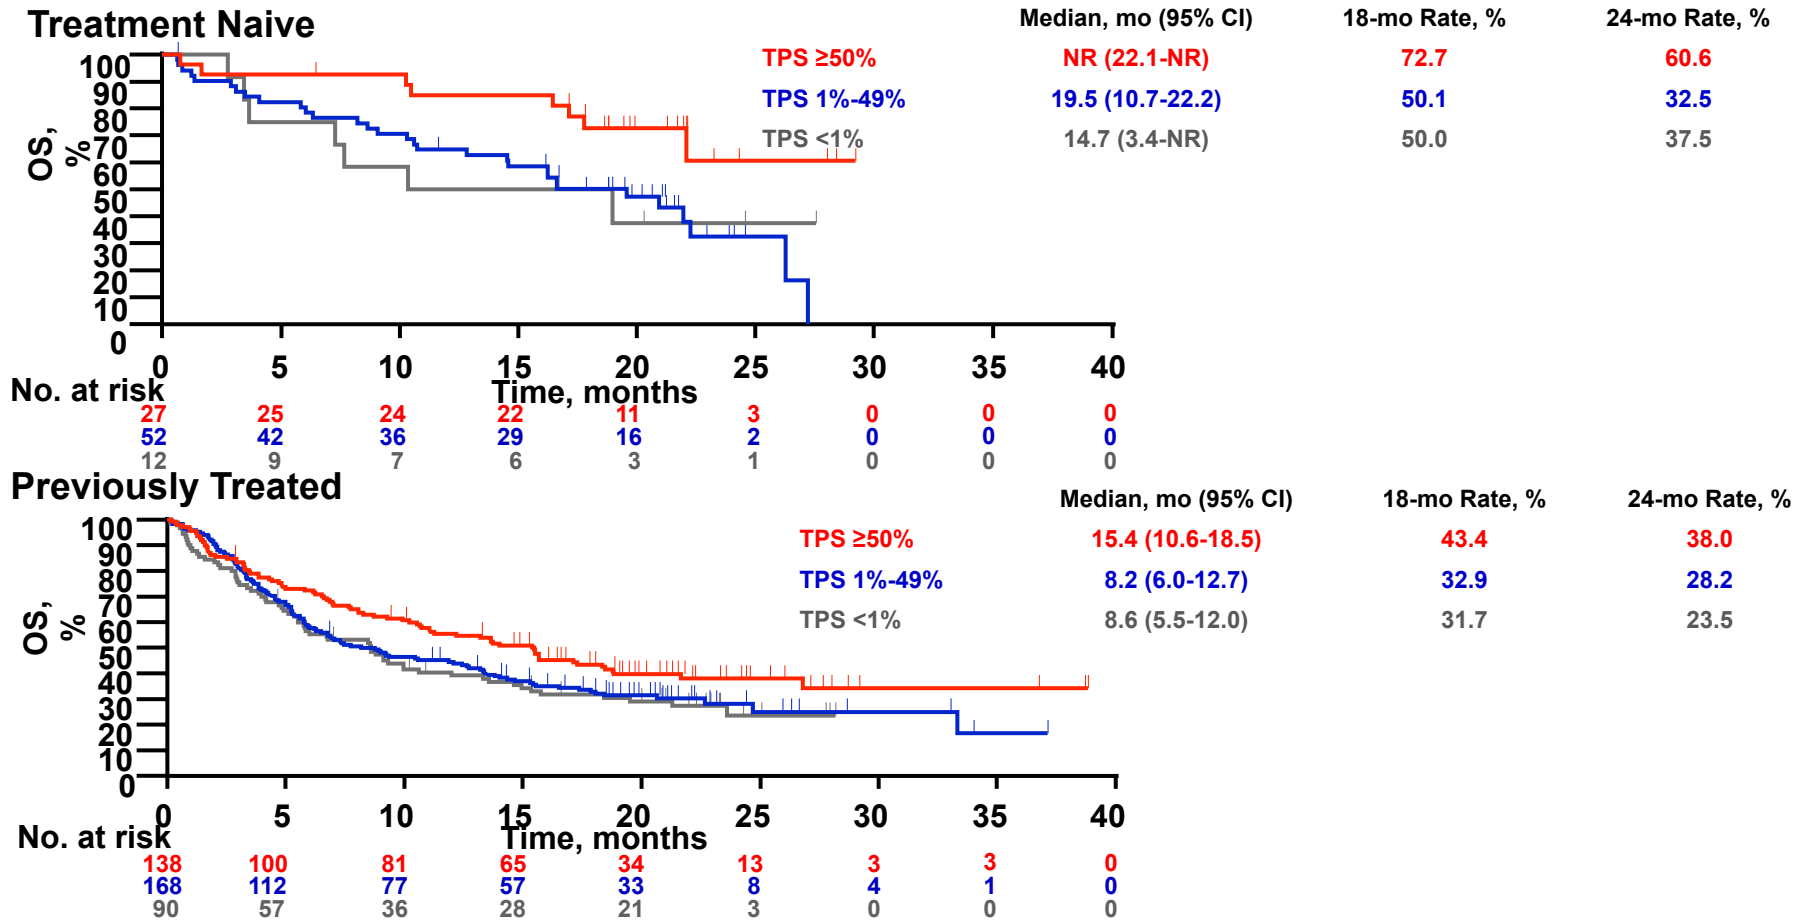 Treatment Naive
Median, mo (95% CI) 18-mo Rate, % 24-mo Rate, %
TPS ≥50% NR (22.1-NR) 72.7 60.6
TPS 1%-49% 19.5 (10.7-22.2) 50.1 32.5
TPS <1% 14.7 (3.4-NR) 50.0 37.5
OS,
%
100
90
80
70
60
50
40
30
20
10
0
0 5 10 15 20 25 30 35 40
Time, months
No. at risk
27 25 24 22 11 3 0 0 0
52 42 36 29 16 2 0 0 0
12 9 7 6 3 1 0 0 0
Previously Treated
Median, mo (95% CI) 18-mo Rate, % 24-mo Rate, %
TPS ≥50% 15.4 (10.6-18.5) 43.4 38.0
TPS 1%-49% 8.2 (6.0-12.7) 32.9 28.2
TPS <1% 8.6 (5.5-12.0) 31.7 23.5
OS,
%
100
90
80
70
60
50
40
30
20
10
0
0 5 10 15 20 25 30 35 40
Time, months
No. at risk
138 100 81 65 34 13 3 3 0
168 112 77 57 33 8 4 1 0
90 57 36 28 21 3 0 0 0